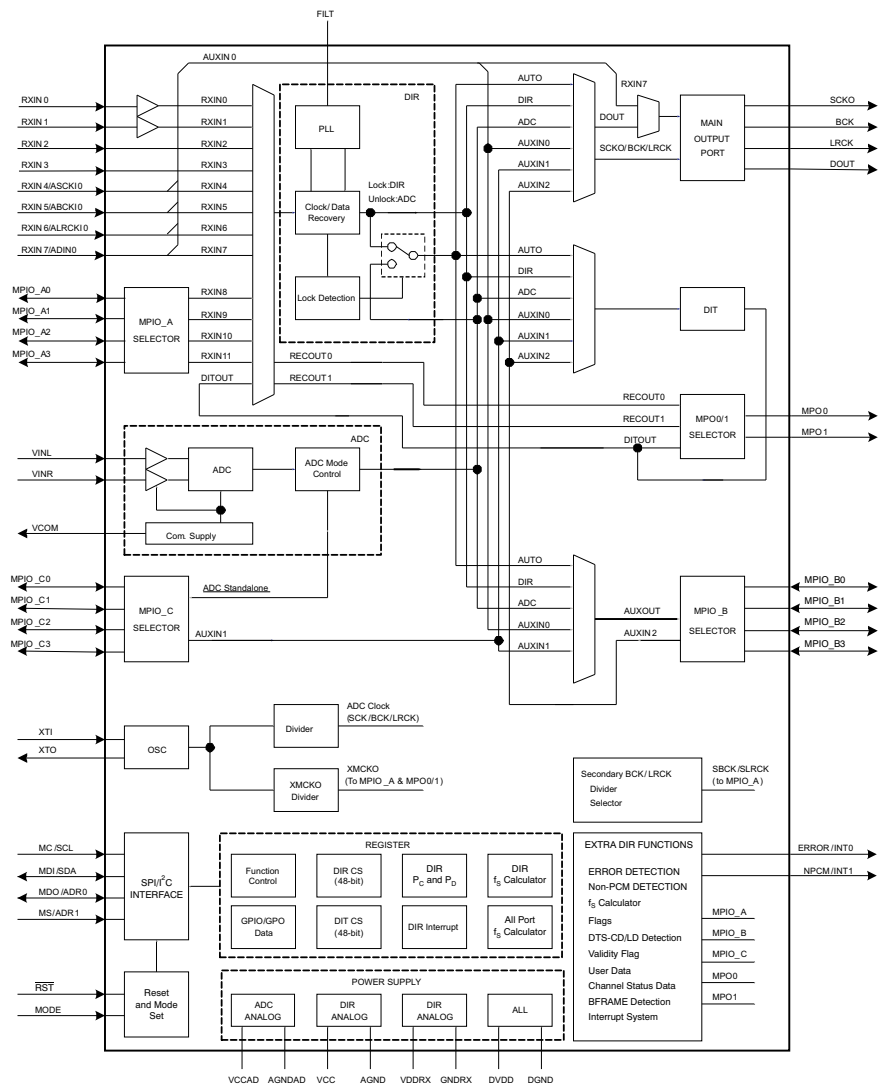 FILT
AUXIN 0
RXIN 0
RXIN0
RXIN 1
RXIN1
RXIN 2
RXIN2
RXIN 3
RXIN3
RXIN 4/ASCKI0
RXIN4
RXIN 5/ABCKI0
RXIN5
RXIN 6/ALRCKI0
RXIN6
RXIN 7/ADIN0
RXIN7
DIR
PLL
Clock/Data
Recovery
Lock:DIR
Unlock:ADC
Lock Detection
AUTO
DIR
ADC
AUXIN0
AUXIN1
AUXIN2
DOUT
RXIN7
SCKO/BCK/LRCK
MAIN
OUTPUT
PORT
SCKO
BCK
LRCK
DOUT
MPIO_A0
MPIO_A1
MPIO_A2
MPIO_A3
MPIO_A
SELECTOR
RXIN8
RXIN9
RXIN10
RXIN11
DITOUT
RECOUT0
RECOUT1
AUTO
DIR
ADC
AUXIN0
AUXIN1
AUXIN2
DIT
RECOUT0
RECOUT1
DITOUT
MPO0/1
SELECTOR
MPO0
MPO1
VINL
VINR
VCOM
ADC
ADC
ADC Mode
Control
Com. Supply
MPIO_C0
MPIO_C1
MPIO_C2
MPIO_C3
MPIO_C
SELECTOR
ADC Standalone
AUXIN1
AUTO
DIR
ADC
AUXIN0
AUXIN1
AUXOUT
AUXIN 2
MPIO_B
SELECTOR
MPIO_B0
MPIO_B1
MPIO_B2
MPIO_B3
XTI
XTO
OSC
Divider
ADC Clock
(SCK/BCK/LRCK)
XMCKO
Divider
XMCKO
(To MPIO_A & MPO0/1)
Secondary BCK/LRCK
Divider
Selector
SBCK/SLRCK
(to MPIO_A)
MC/SCL
MDI/SDA
MDO/ADR0
MS/ADR1
SPI/I²C
INTERFACE
REGISTER
Function
Control
DIR CS
(48-bit)
DIR
P_C and P_D
DIR
f_S Calculator
GPIO/GPO
Data
DIT CS
(48-bit)
DIR Interrupt
All Port
f_S Calculator
EXTRA DIR FUNCTIONS
ERROR DETECTION
Non-PCM DETECTION
f_S Calculator
Flags
DTS-CD/LD Detection
Validity Flag
User Data
Channel Status Data
BFRAME Detection
Interrupt System
ERROR/INT0
NPCM/INT1
MPIO_A
MPIO_B
MPIO_C
MPO0
MPO1
RST
MODE
Reset
and Mode
Set
POWER SUPPLY
ADC
ANALOG
DIR
ANALOG
DIR
ANALOG
ALL
VCCAD
AGNDAD
VCC
AGND
VDDRX
GNDRX
DVDD
DGND